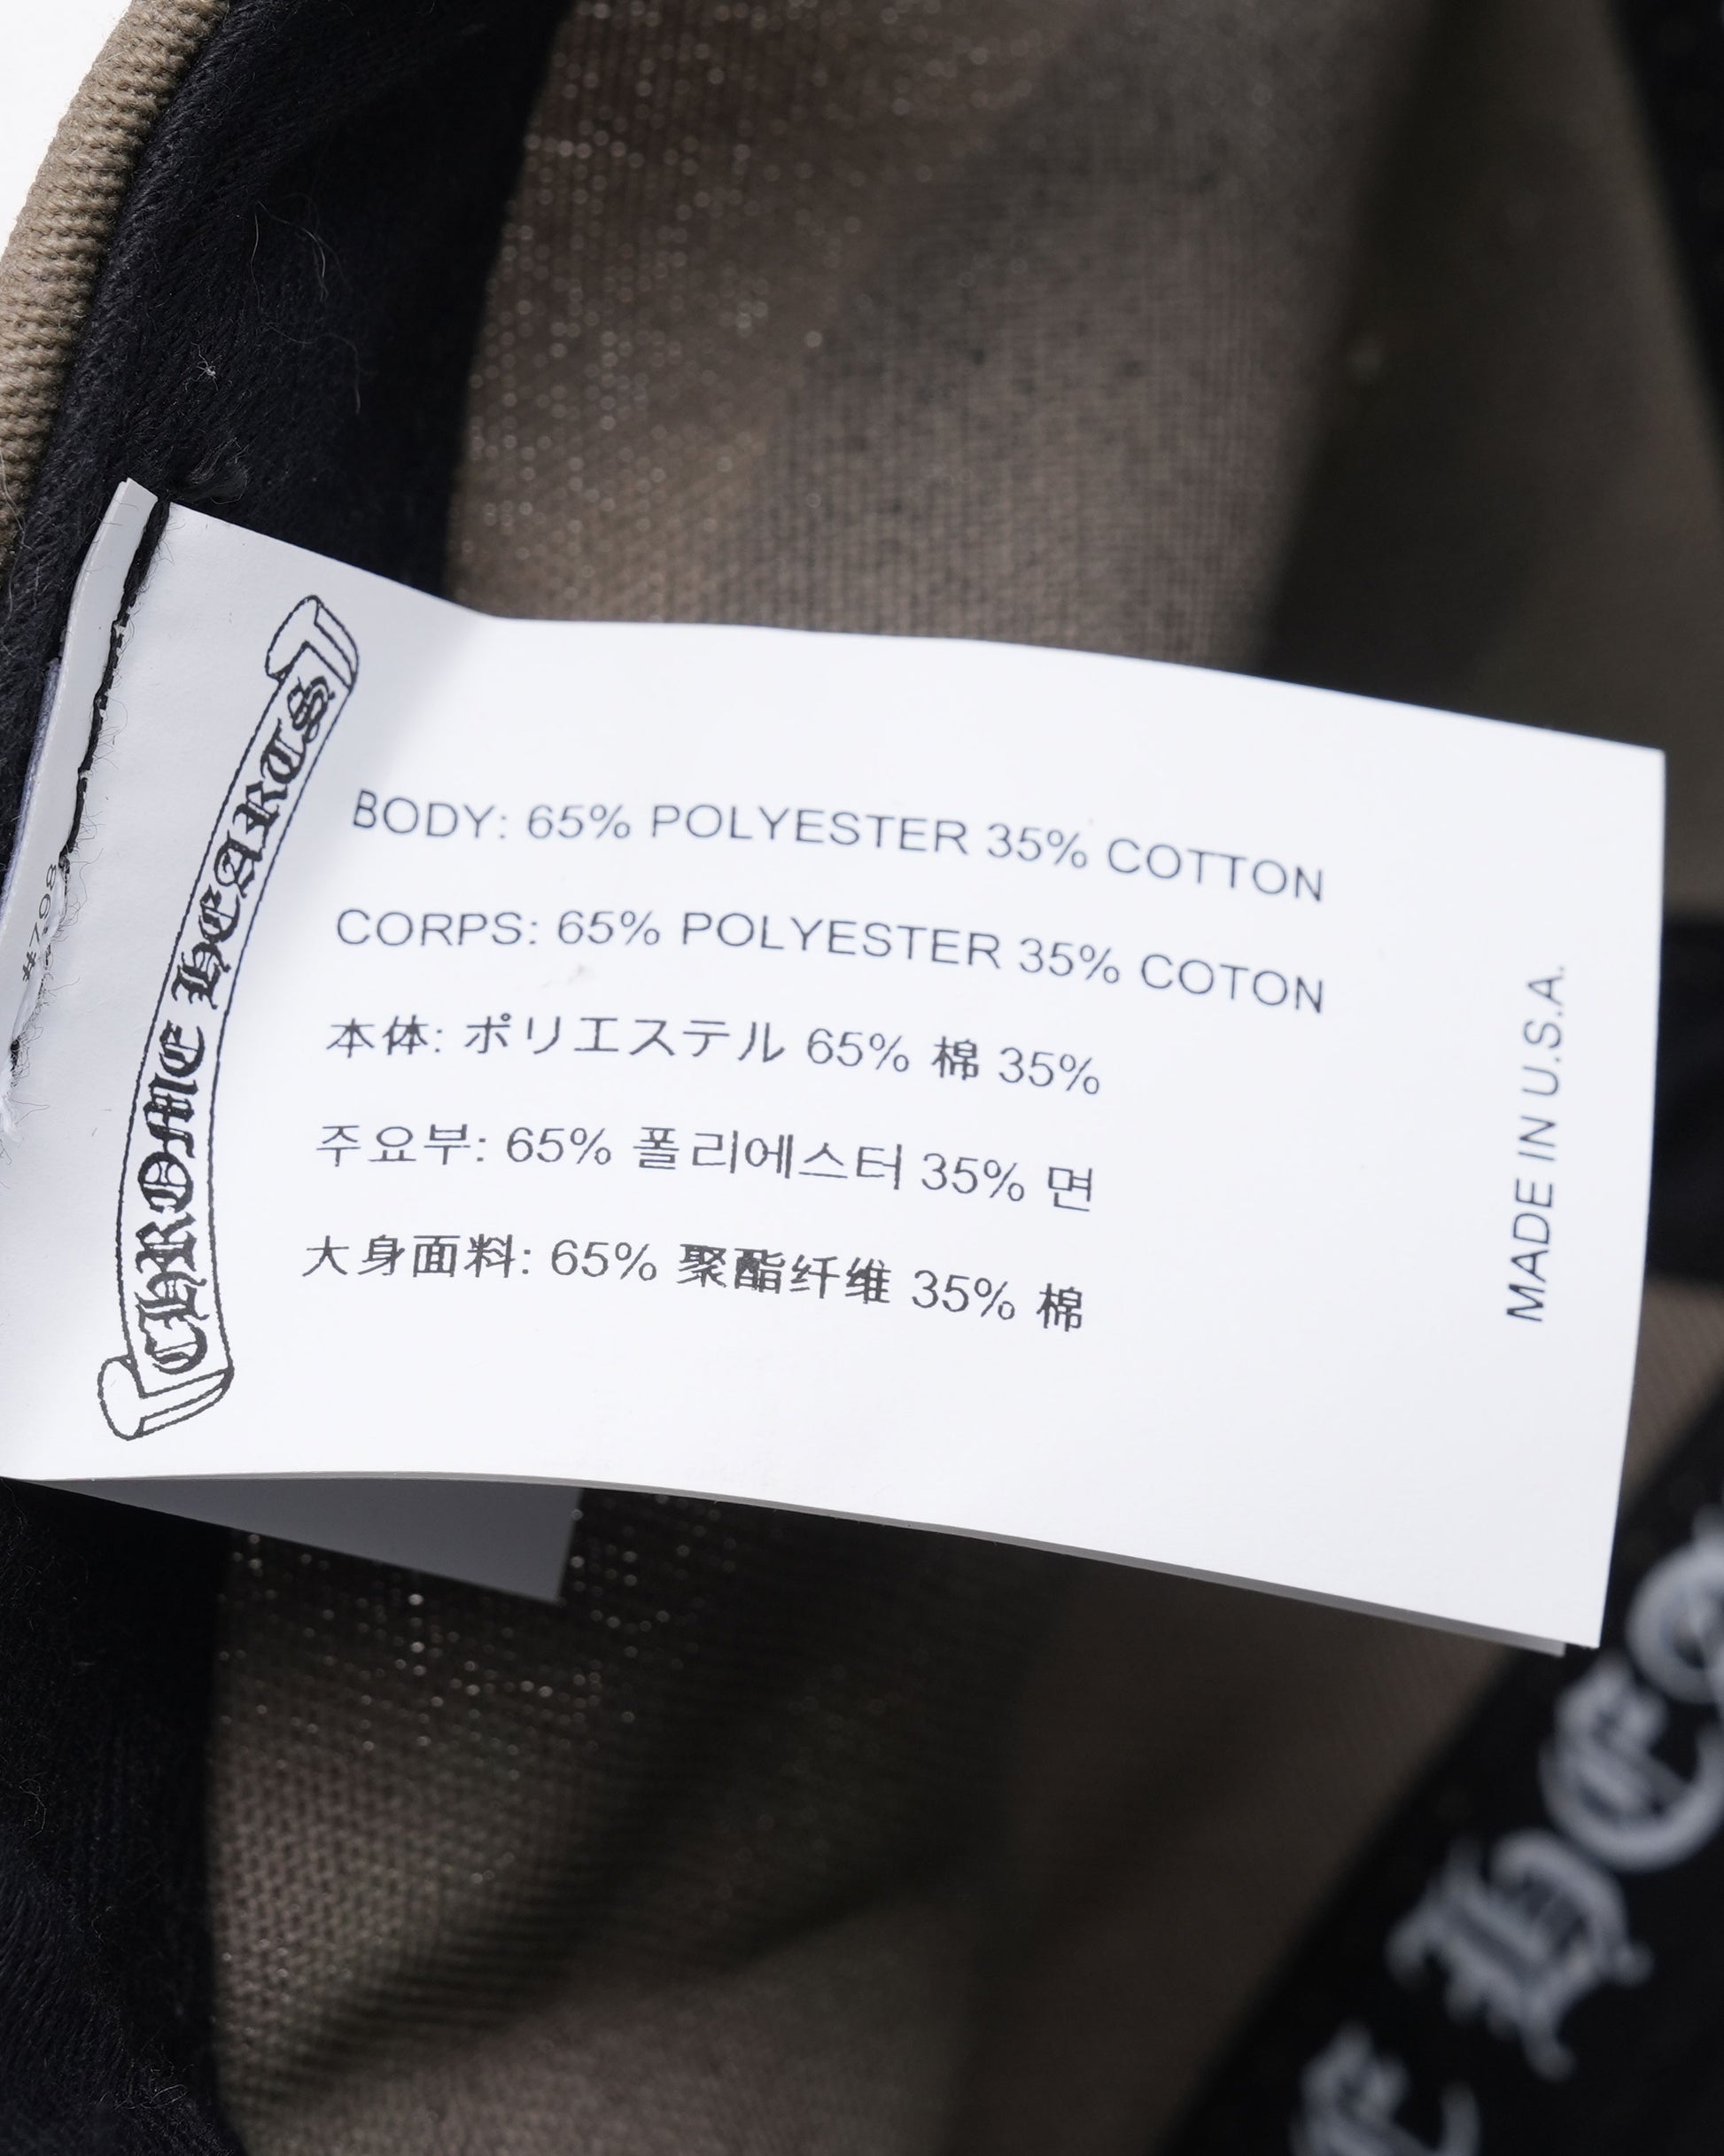 CHROME HEARTS
BODY: 65% POLYESTER 35% COTTON
CORPS: 65% POLYESTER 35% COTON
本体: ポリエステル 65% 棉 35%
주요부: 65% 폴리에스터 35% 면
大身面料: 65% 聚酯纤维 35% 棉
MADE IN U.S.A.
#798